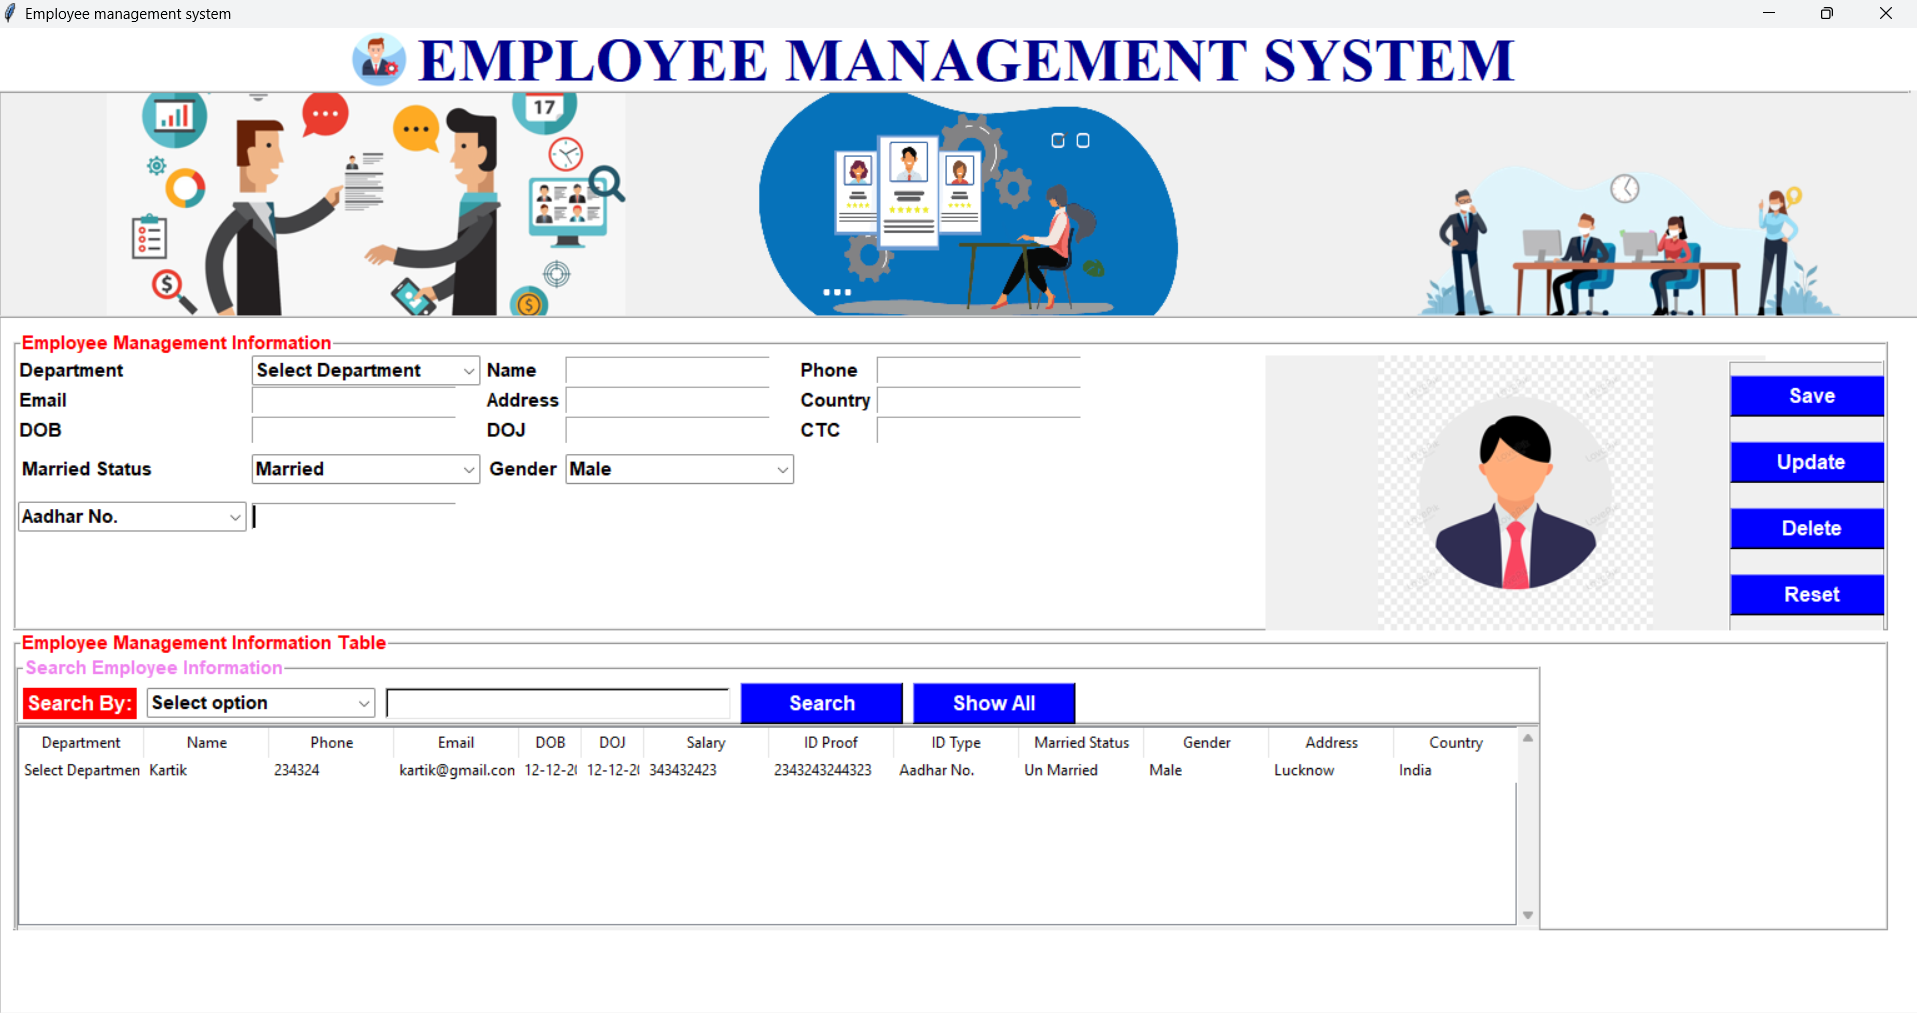 Employee management system
EMPLOYEE MANAGEMENT SYSTEM
17
Employee Management Information
Department Select Department Name Phone
Email Address Country
DOB DOJ CTC
Married Status Married Gender Male
Aadhar No.
Save
Update
Delete
Reset
Employee Management Information Table
Search Employee Information
Search By: Select option Search Show All
Department Name Phone Email DOB DOJ Salary ID Proof ID Type Married Status Gender Address Country
Select Departmen Kartik 234324 kartik@gmail.con 12-12-2( 12-12-2( 343432423 2343243244323 Aadhar No. Un Married Male Lucknow India